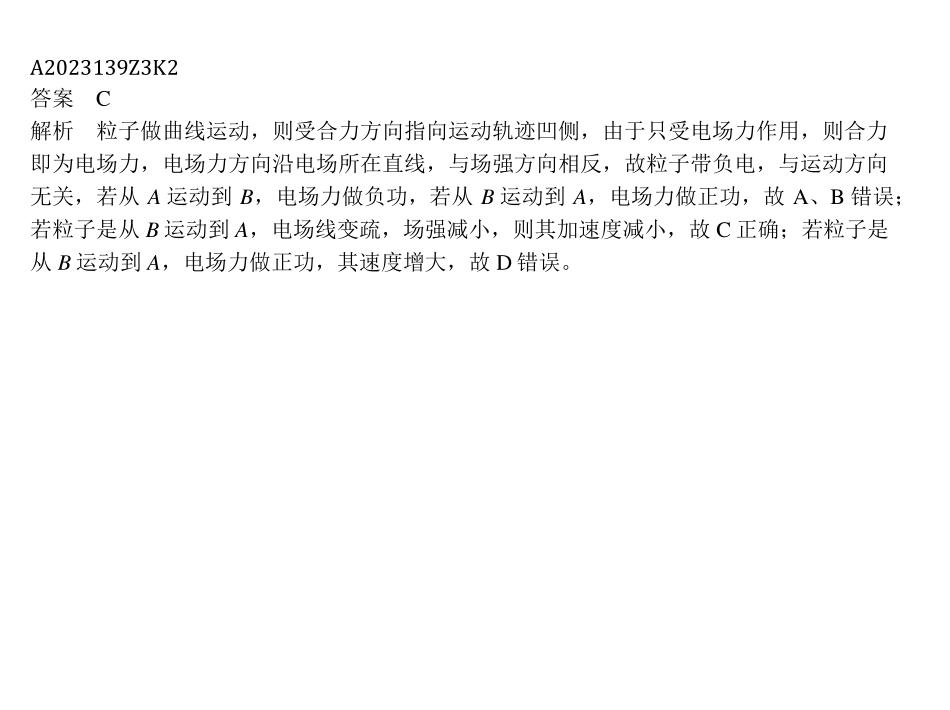 A2023139Z3K2
答案　C
解析　粒子做曲线运动，则受合力方向指向运动轨迹凹侧，由于只受电场力作用，则合力
即为电场力，电场力方向沿电场所在直线，与场强方向相反，故粒子带负电，与运动方向
无关，若从 A 运动到 B，电场力做负功，若从 B 运动到 A，电场力做正功，故 A、B 错误；
若粒子是从 B 运动到 A，电场线变疏，场强减小，则其加速度减小，故 C 正确；若粒子是
从 B 运动到 A，电场力做正功，其速度增大，故 D 错误。